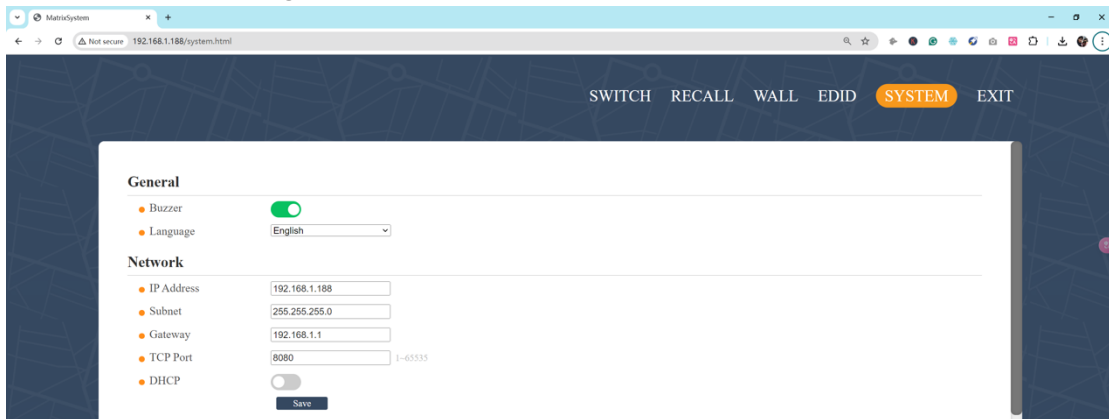 MatrixSystem
Not secure 192.168.1.188/system.html
SWITCH RECALL WALL EDID SYSTEM EXIT
General
Buzzer
Language English
Network
IP Address 192.168.1.188
Subnet 255.255.255.0
Gateway 192.168.1.1
TCP Port 8080 1~65535
DHCP
Save